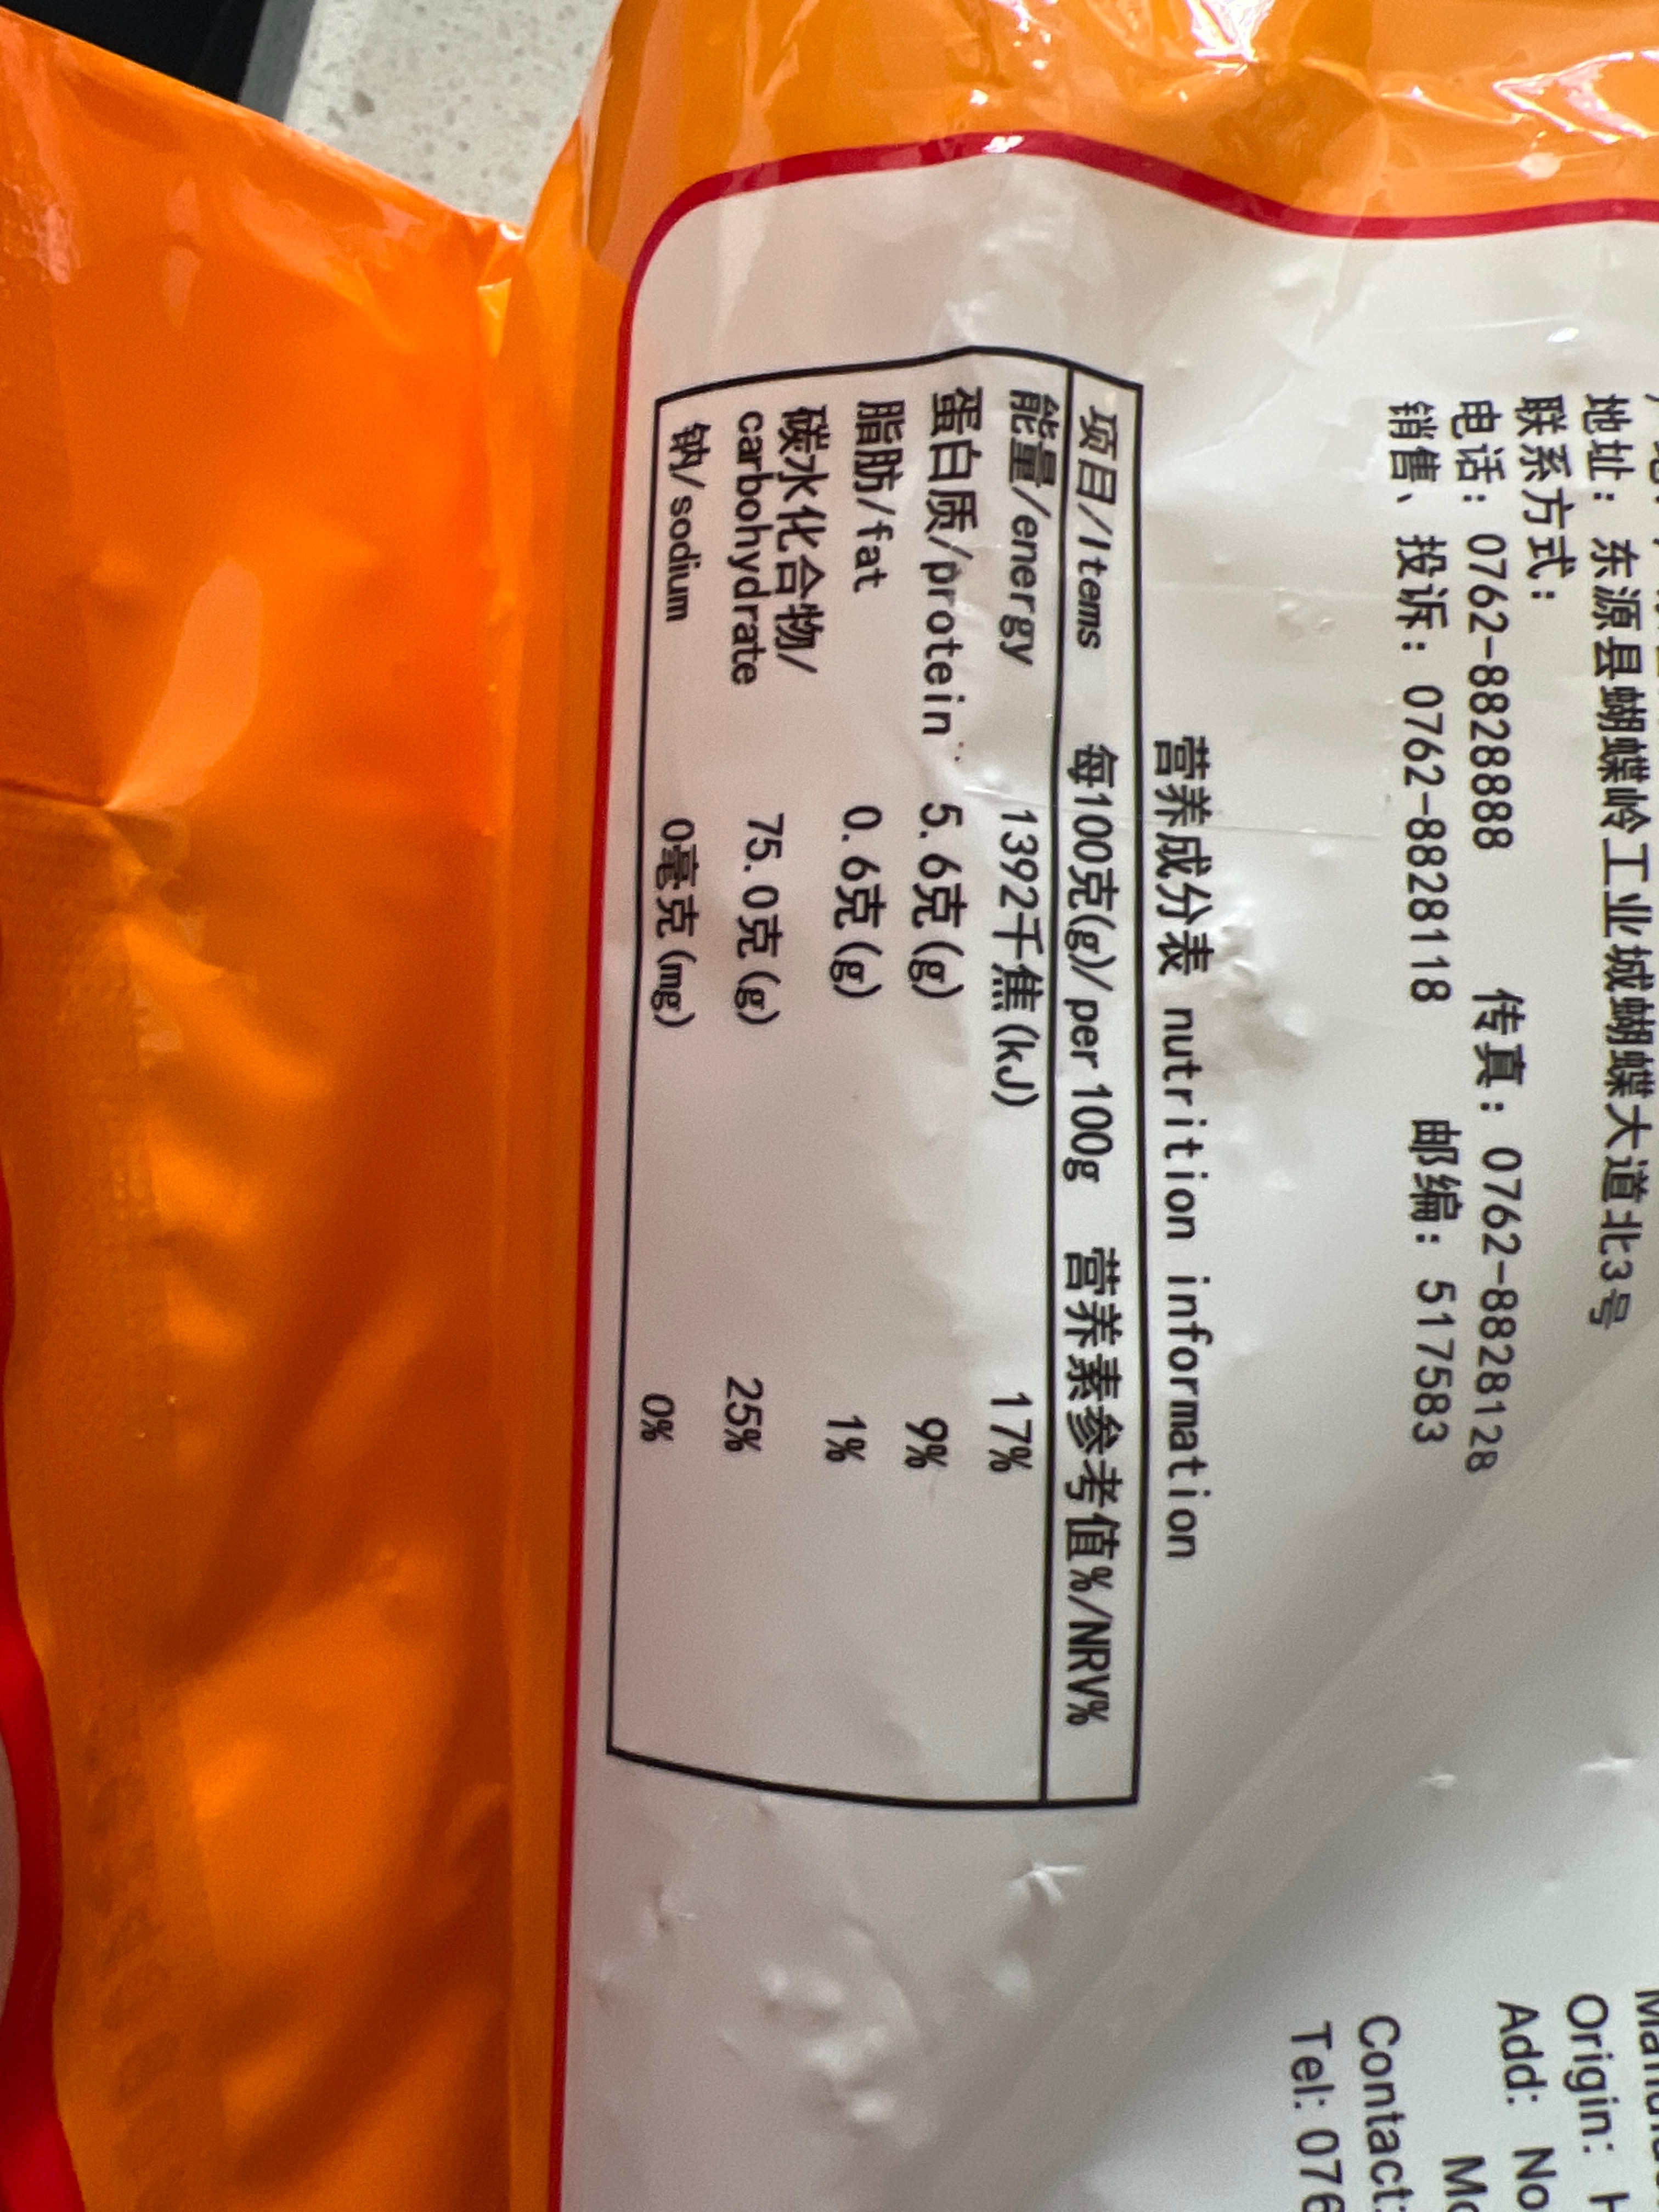 地址：东源县蝴蝶岭工业城蝴蝶大道北3号
联系方式：
电话：0762-8828888 传真：0762-8828128
销售、投诉：0762-8828118 邮编：517583
营养成分表 nutrition information
项目/Items 每100克(g)/ per 100g 营养素参考值%/NRV%
能量/energy 1392千焦(kJ) 17%
蛋白质/protein 5.6克(g) 9%
脂肪/fat 0.6克(g) 1%
碳水化合物/
carbohydrate 75.0克(g) 25%
钠/sodium 0毫克(mg) 0%
Origin:
Add: No
Contact:
Tel: 076